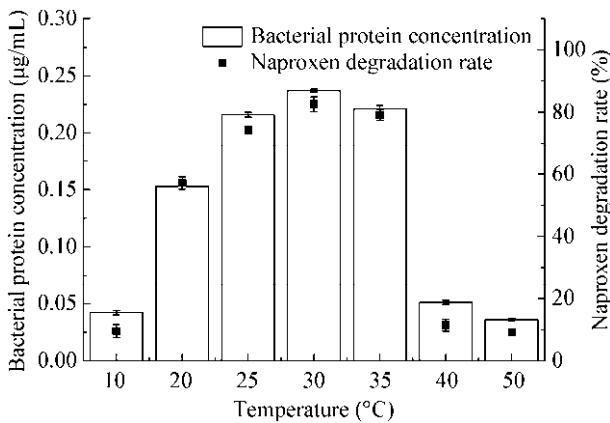 Bacterial protein concentration (µg/mL)
0.30
0.25
0.20
0.15
0.10
0.05
0.00
Bacterial protein concentration
Naproxen degradation rate
100
80
60
40
20
0
Naproxen degradation rate (%)
10 20 25 30 35 40 50
Temperature (°C)